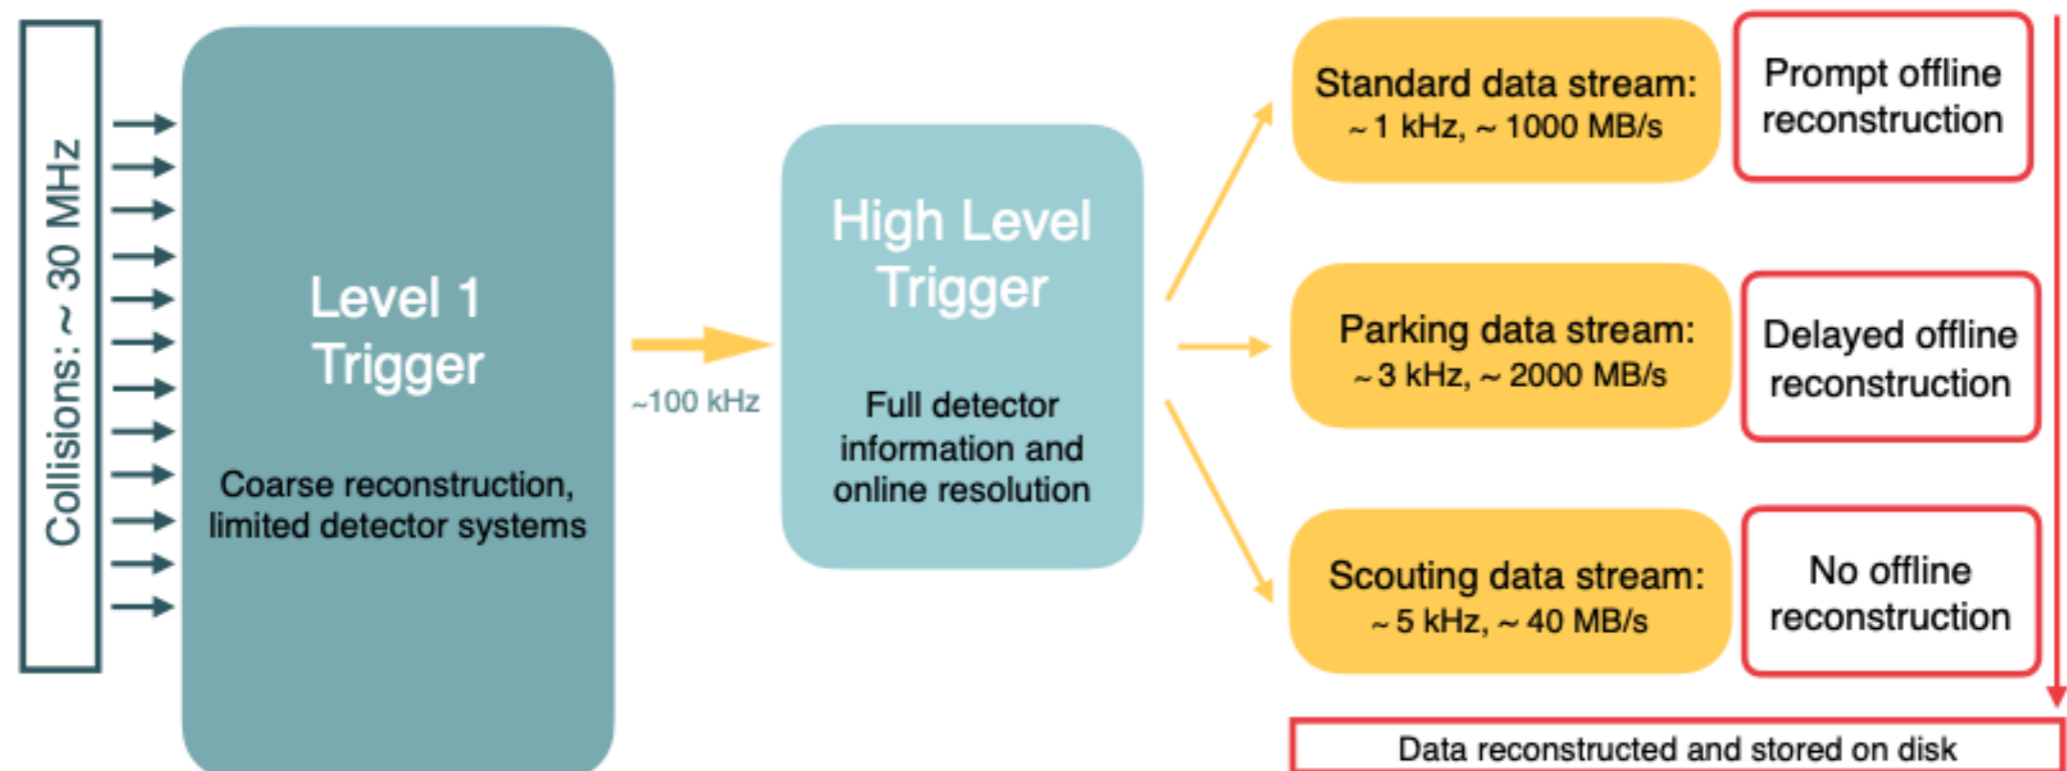 Collisions: ~ 30 MHz
Level 1
Trigger
Coarse reconstruction,
limited detector systems
~100 kHz
High Level
Trigger
Full detector
information and
online resolution
Standard data stream:
~ 1 kHz, ~ 1000 MB/s
Prompt offline
reconstruction
Parking data stream:
~ 3 kHz, ~ 2000 MB/s
Delayed offline
reconstruction
Scouting data stream:
~ 5 kHz, ~ 40 MB/s
No offline
reconstruction
Data reconstructed and stored on disk